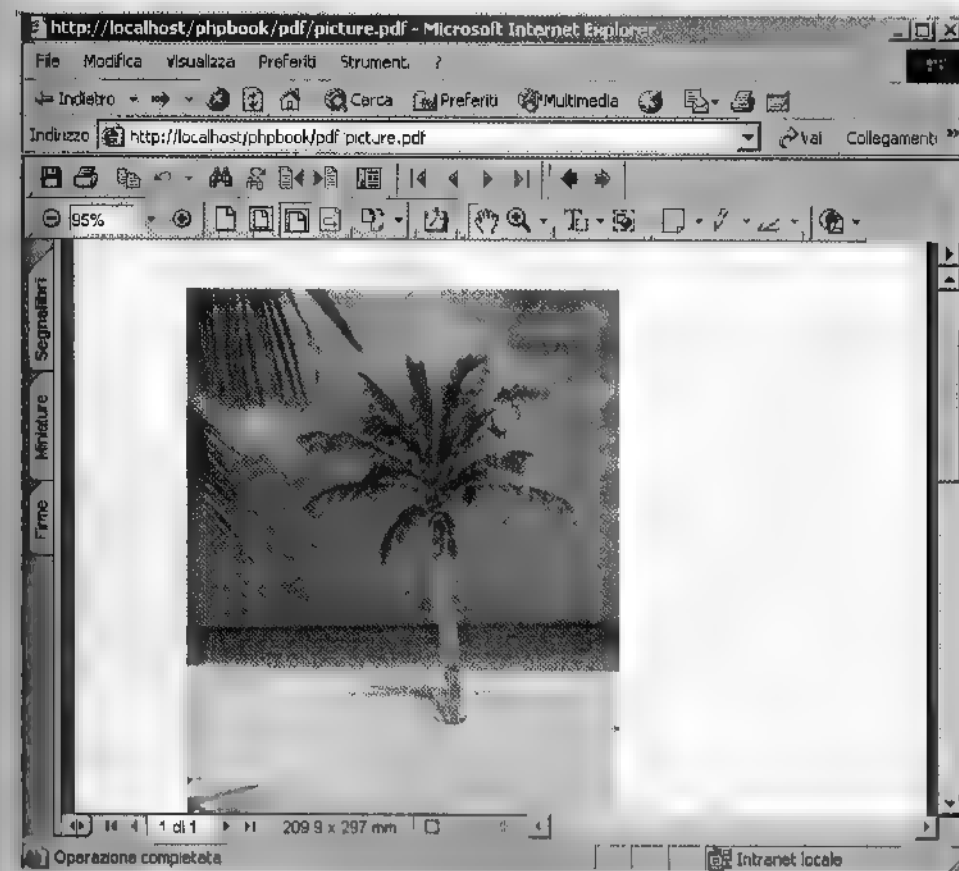 http://localhost/phpbook/pdf/picture.pdf - Microsoft Internet Explorer
File Modifica Visualizza Preferiti Strument. ?
Indietro Cerca Preferiti Multimedia
Indirizzo http://localhost/phpbook/pdf/picture.pdf Vai Collegamenti »
95%
Segnalibri
Miniature
Firme
1 di 1 209 9 x 297 mm
Operazione completata Intranet locale